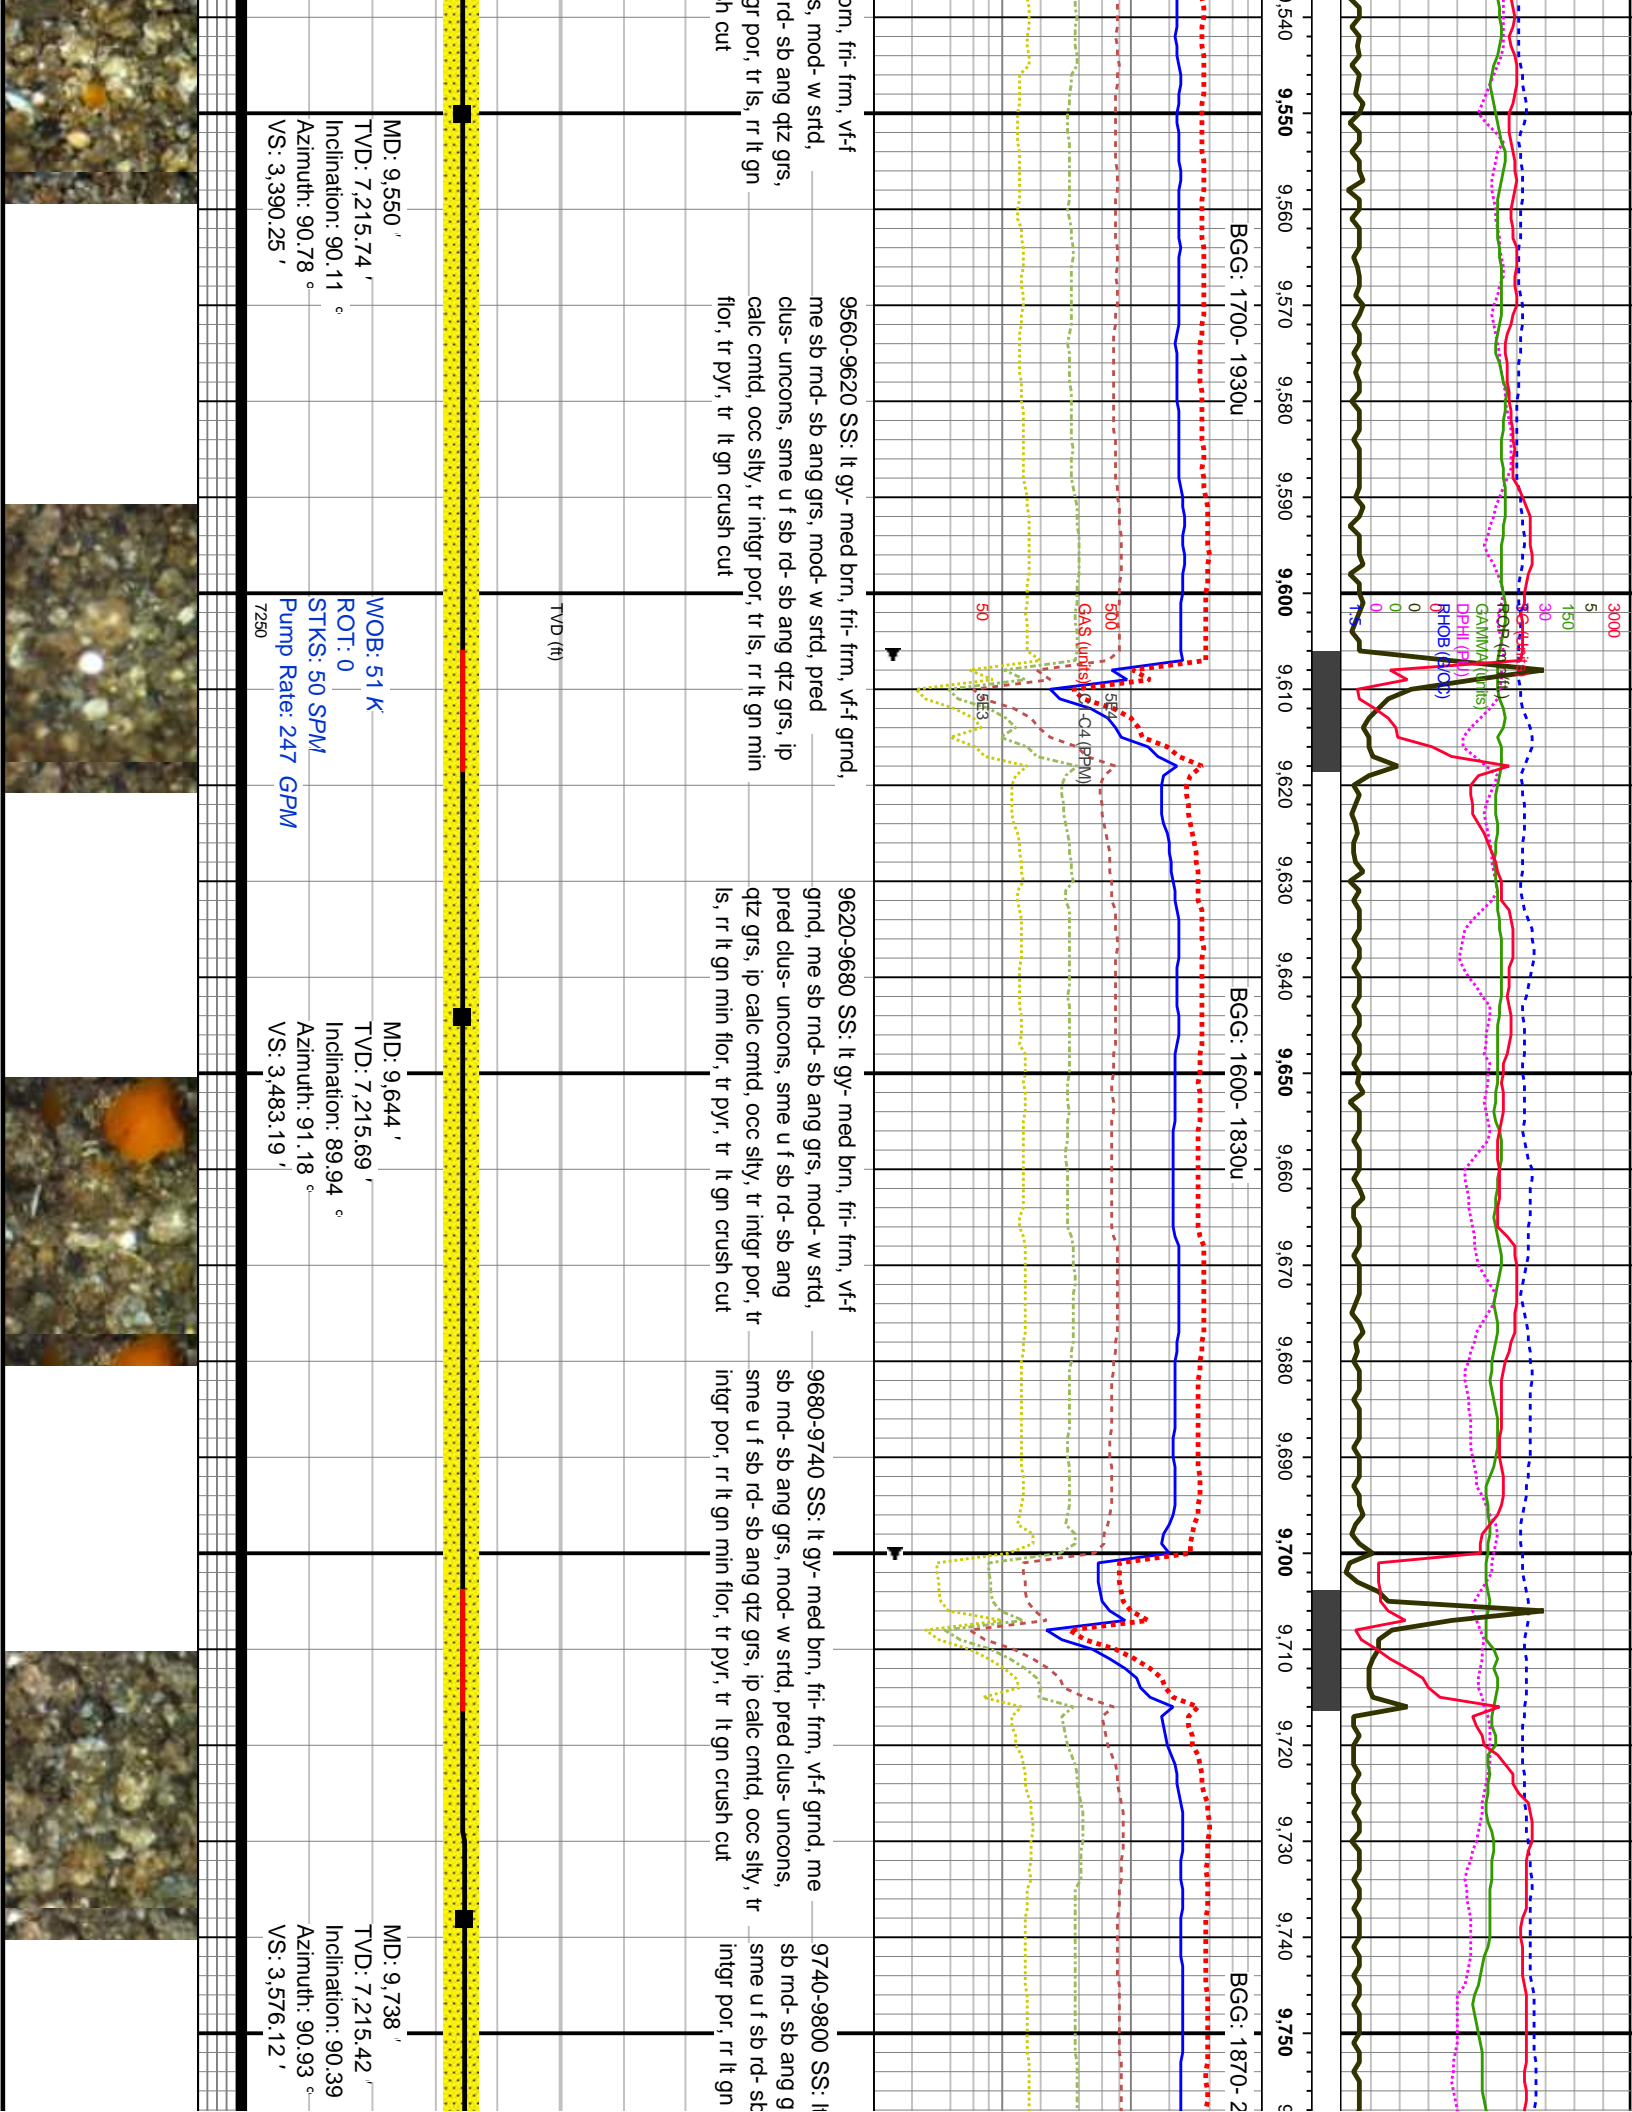 9,540
9,550
9,560
9,570
9,580
9,590
9,600
9,610
9,620
9,630
9,640
9,650
9,660
9,670
9,680
9,690
9,700
9,710
9,720
9,730
9,740
9,750
3000
5
150
30
ROP (m
GAMMA (units)
DPHI (P
RHOB (G/CC)
0
0
0
0
BGG: 1700- 1930u
BGG: 1600- 1830u
BGG: 1870- 2
500
GAS (units)
50
5E4
C4 (PPM)
5E3
brn, fri- frm, vf-f
s, mod- w srtd,
rd- sb ang qtz grs,
gr por, tr ls, rr lt gn
h cut
9560-9620 SS: lt gy- med brn, fri- frm, vf-f grnd,
me sb rnd- sb ang grs, mod- w srtd, pred
clus- uncons, sme u f sb rd- sb ang qtz grs, ip
calc cmtd, occ slty, tr intgr por, tr ls, rr lt gn min
flor, tr pyr, tr  lt gn crush cut
9620-9680 SS: lt gy- med brn, fri- frm, vf-f
grnd, me sb rnd- sb ang grs, mod- w srtd,
pred clus- uncons, sme u f sb rd- sb ang
qtz grs, ip calc cmtd, occ slty, tr intgr por, tr
ls, rr lt gn min flor, tr pyr, tr  lt gn crush cut
9680-9740 SS: lt gy- med brn, fri- frm, vf-f grnd, me
sb rnd- sb ang grs, mod- w srtd, pred clus- uncons,
sme u f sb rd- sb ang qtz grs, ip calc cmtd, occ slty, tr
intgr por, rr lt gn min flor, tr pyr, tr  lt gn crush cut
9740-9800 SS: lt
sb rnd- sb ang g
sme u f sb rd- sb
intgr por, rr lt gn
TVD (ft)
7250
MD: 9,550 '
TVD: 7,215.74 '
Inclination: 90.11 °
Azimuth: 90.78 °
VS: 3,390.25 '
WOB: 51 K
ROT: 0
STKS: 50 SPM
Pump Rate: 247 GPM
MD: 9,644 '
TVD: 7,215.69 '
Inclination: 89.94 °
Azimuth: 91.18 °
VS: 3,483.19 '
MD: 9,738 '
TVD: 7,215.42 '
Inclination: 90.39
Azimuth: 90.93 °
VS: 3,576.12 '